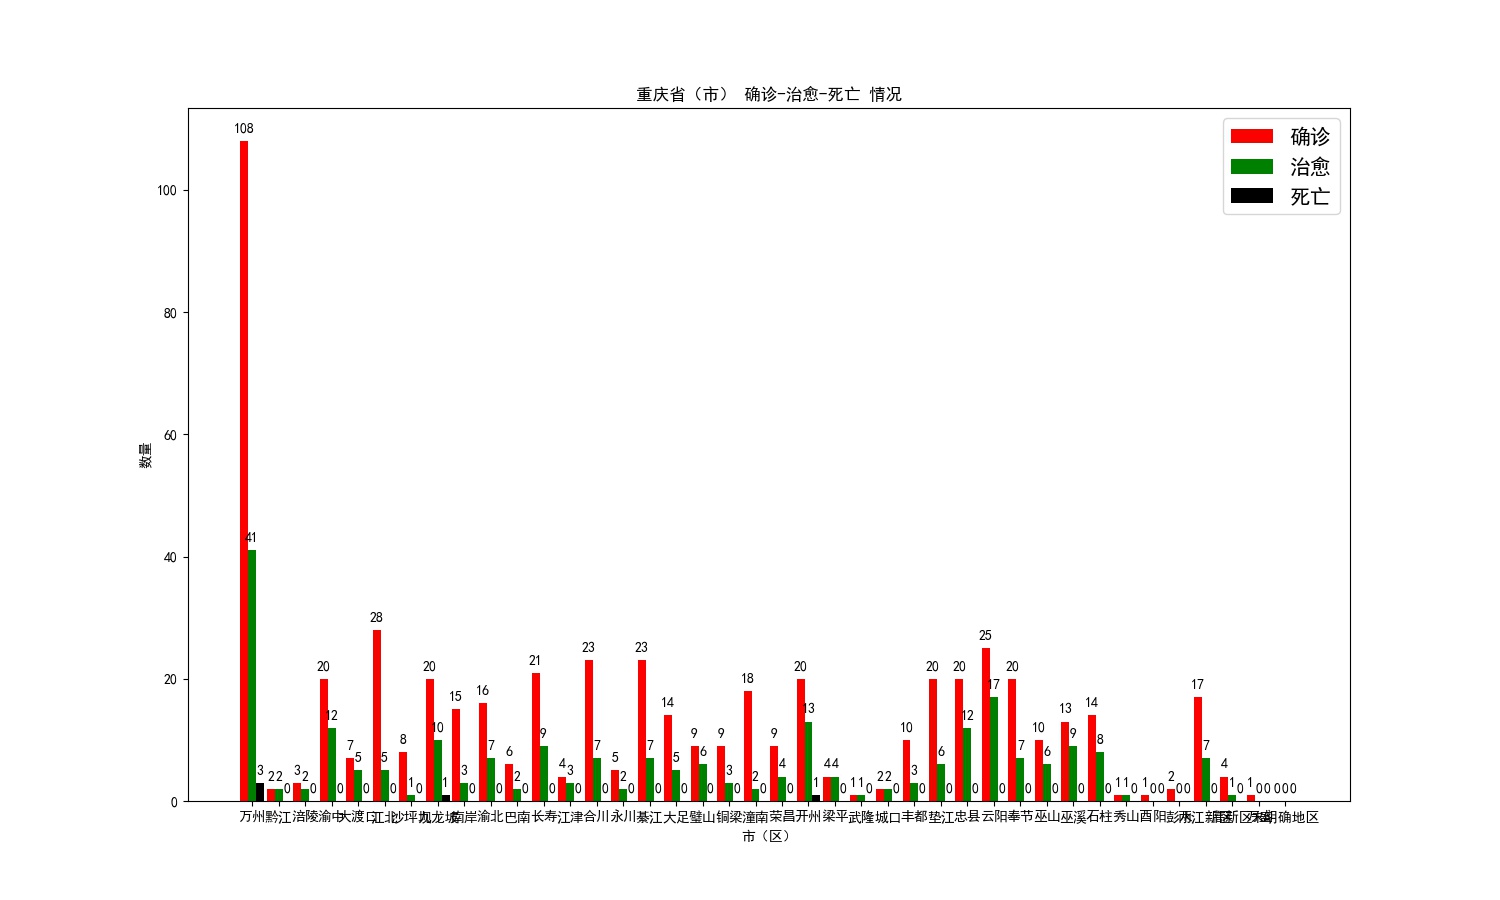 重庆省（市） 确诊-治愈-死亡 情况
确诊
治愈
死亡
数量
100
80
60
40
20
0
108 41 3
2 2 0
3 2 0
20 12 0
7 5 0
28 5 0
8 1 0
20 10 1
15 3 0
16 7 0
6 2 0
21 9 0
4 3 0
23 7 0
5 2 0
23 7 0
14 5 0
9 6 0
9 3 0
18 2 0
9 4 0
20 13 1
4 4 0
1 1 0
2 2 0
10 3 0
20 6 0
20 12 0
25 17 0
20 7 0
10 6 0
13 9 0
14 8 0
1 1 0
1 0 0
2 0 0
17 7 0
4 1 0
1 0 0
0 0 0
万州 黔江 涪陵 渝中 大渡口 江北 沙坪坝 九龙坡 南岸 渝北 巴南 长寿 江津 合川 永川 綦江 大足 璧山 铜梁 潼南 荣昌 开州 梁平 武隆 城口 丰都 垫江 忠县 云阳 奉节 巫山 巫溪 石柱 秀山 酉阳 彭水 两江新区 明确地区
市（区）